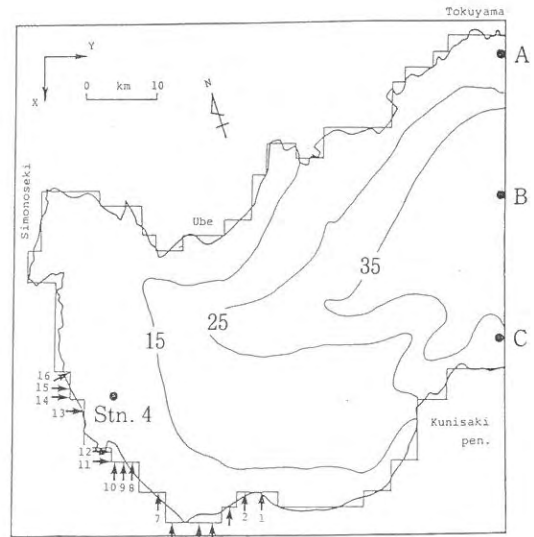 Tokuyama
Y
0 km 10
X
N
A
Simonoseki
B
Ube
35
25
15
C
16
15
14
13
Stn. 4
Kunisaki
pen.
12
11
10 9 8
7
2 1